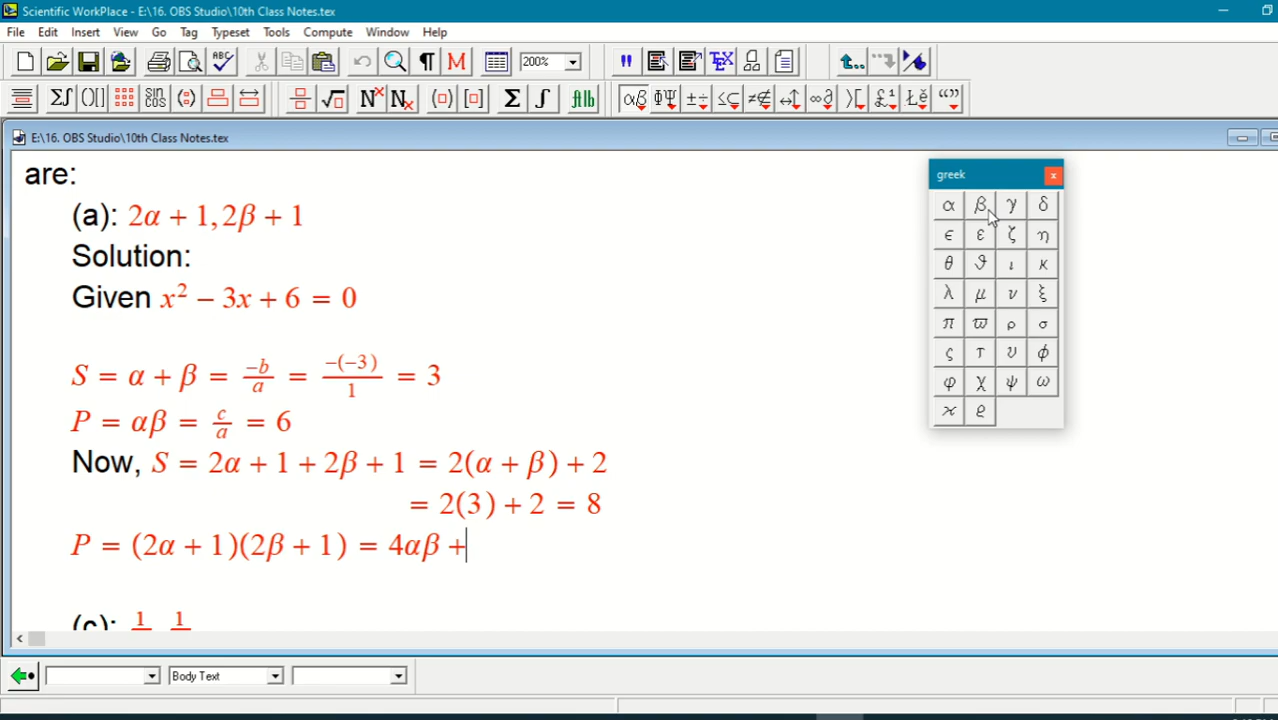 Scientific WorkPlace - E:\16. OBS Studio\10th Class Notes.tex
File Edit Insert View Go Tag Typeset Tools Compute Window Help
200%
E:\16. OBS Studio\10th Class Notes.tex
greek
α β γ δ
ϵ ε ζ η
θ ϑ ι κ
λ μ ν ξ
π ϖ ρ σ
ς τ υ ϕ
φ χ ψ ω
ϰ ϱ
are:
(a): 2α + 1, 2β + 1
Solution:
Given x² − 3x + 6 = 0
S = α + β = -b/a = -(-3)/1 = 3
P = αβ = c/a = 6
Now, S = 2α + 1 + 2β + 1 = 2(α + β) + 2
= 2(3) + 2 = 8
P = (2α + 1)(2β + 1) = 4αβ +
(c): 1 1
Body Text